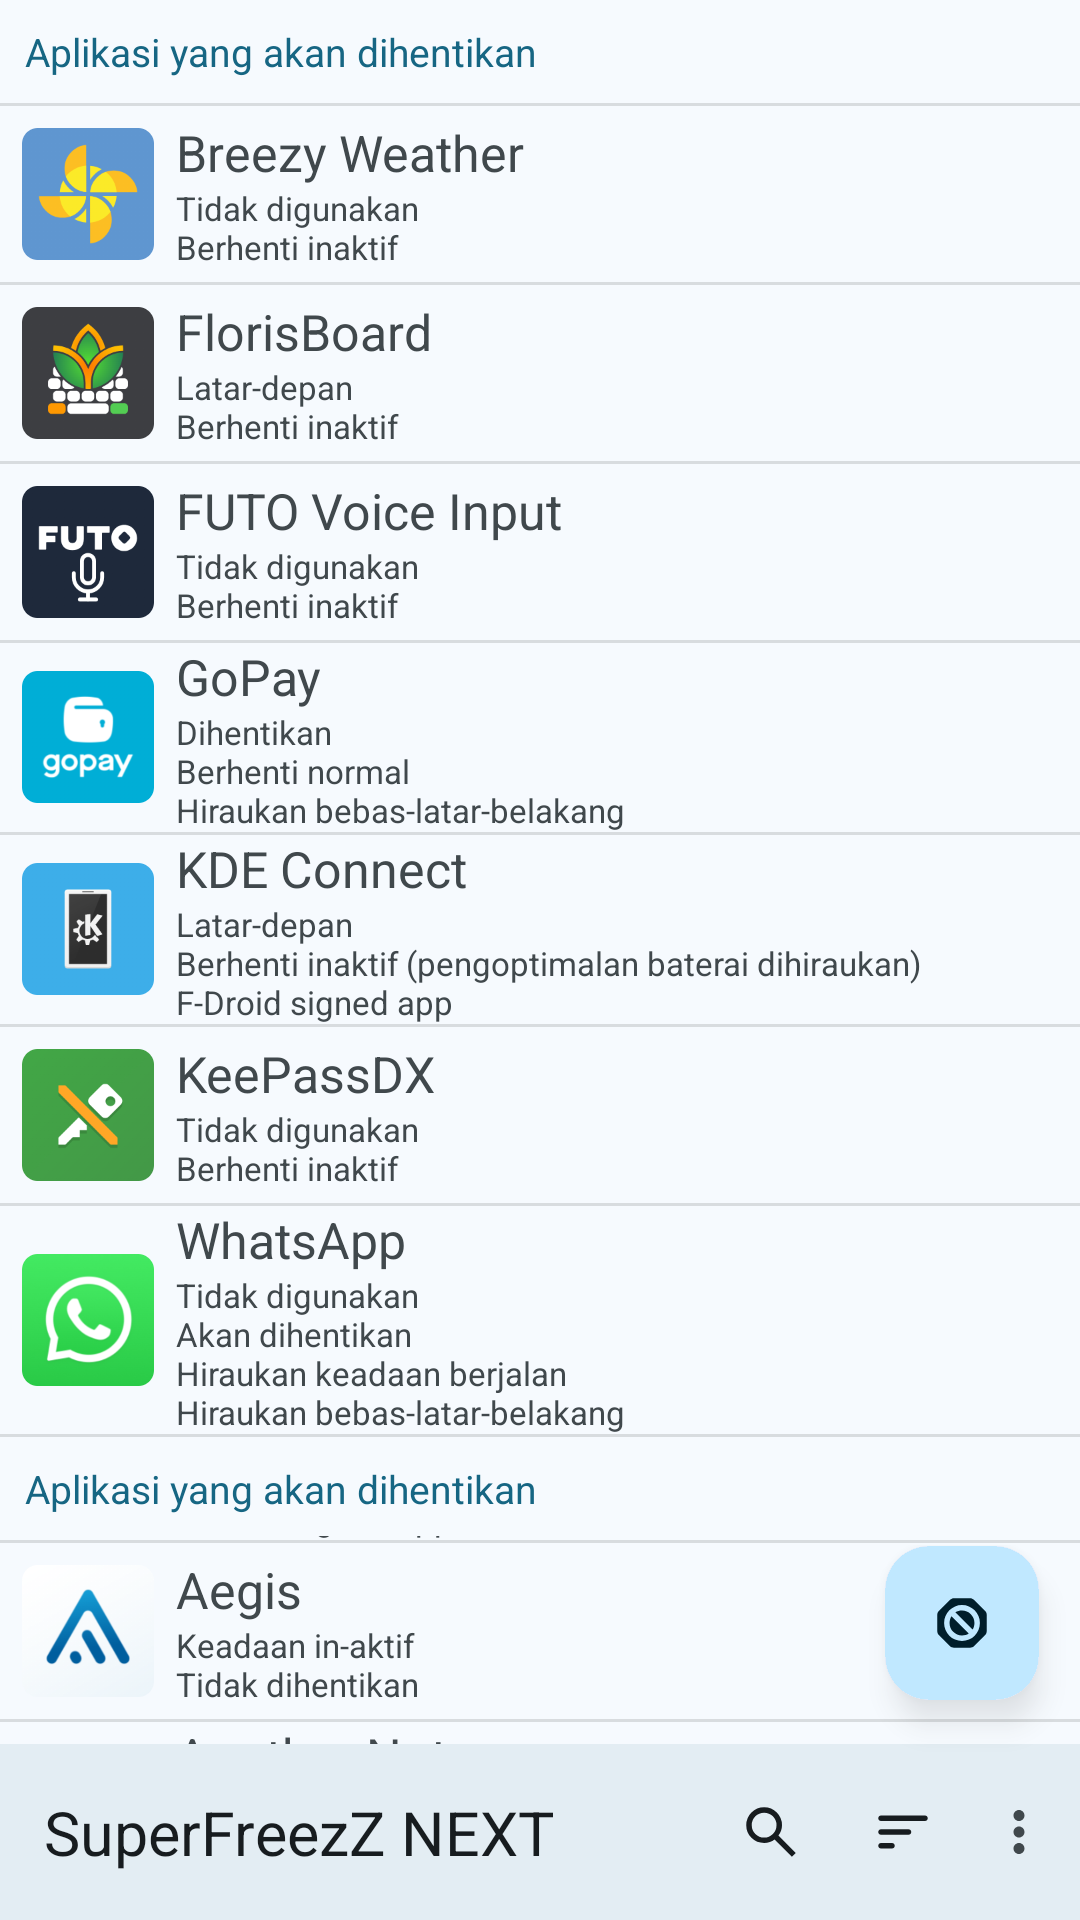 Aplikasi yang akan dihentikan
Breezy Weather
Tidak digunakan
Berhenti inaktif
FlorisBoard
Latar-depan
Berhenti inaktif
FUTO
FUTO Voice Input
Tidak digunakan
Berhenti inaktif
gopay
GoPay
Dihentikan
Berhenti normal
Hiraukan bebas-latar-belakang
KDE Connect
Latar-depan
Berhenti inaktif (pengoptimalan baterai dihiraukan)
F-Droid signed app
KeePassDX
Tidak digunakan
Berhenti inaktif
WhatsApp
Tidak digunakan
Akan dihentikan
Hiraukan keadaan berjalan
Hiraukan bebas-latar-belakang
Aplikasi yang akan dihentikan
Aegis
Keadaan in-aktif
Tidak dihentikan
SuperFreezZ NEXT